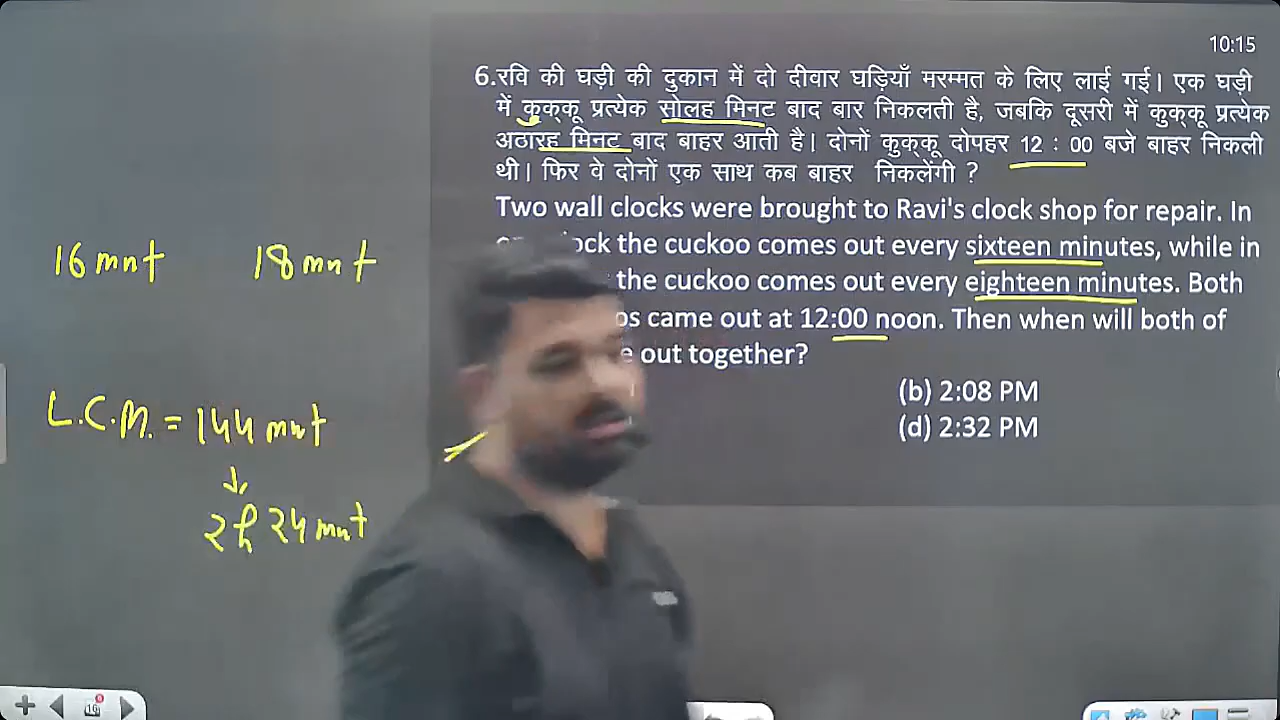 10:15
6.रवि की घड़ी की दुकान में दो दीवार घड़ियाँ मरम्मत के लिए लाई गई। एक घड़ी
में कुक्कू प्रत्येक सोलह मिनट बाद बार निकलती है, जबकि दूसरी में कुक्कू प्रत्येक
अठारह मिनट बाद बाहर आती है। दोनों कुक्कू दोपहर 12 : 00 बजे बाहर निकली
थी। फिर वे दोनों एक साथ कब बाहर निकलेंगी ?
Two wall clocks were brought to Ravi's clock shop for repair. In
the cuckoo comes out every sixteen minutes, while in
the cuckoo comes out every eighteen minutes. Both
came out at 12:00 noon. Then when will both of
out together?
(b) 2:08 PM
(d) 2:32 PM
16 mnt 18 mnt
L.C.M. = 144 mnt
2h 24 mnt